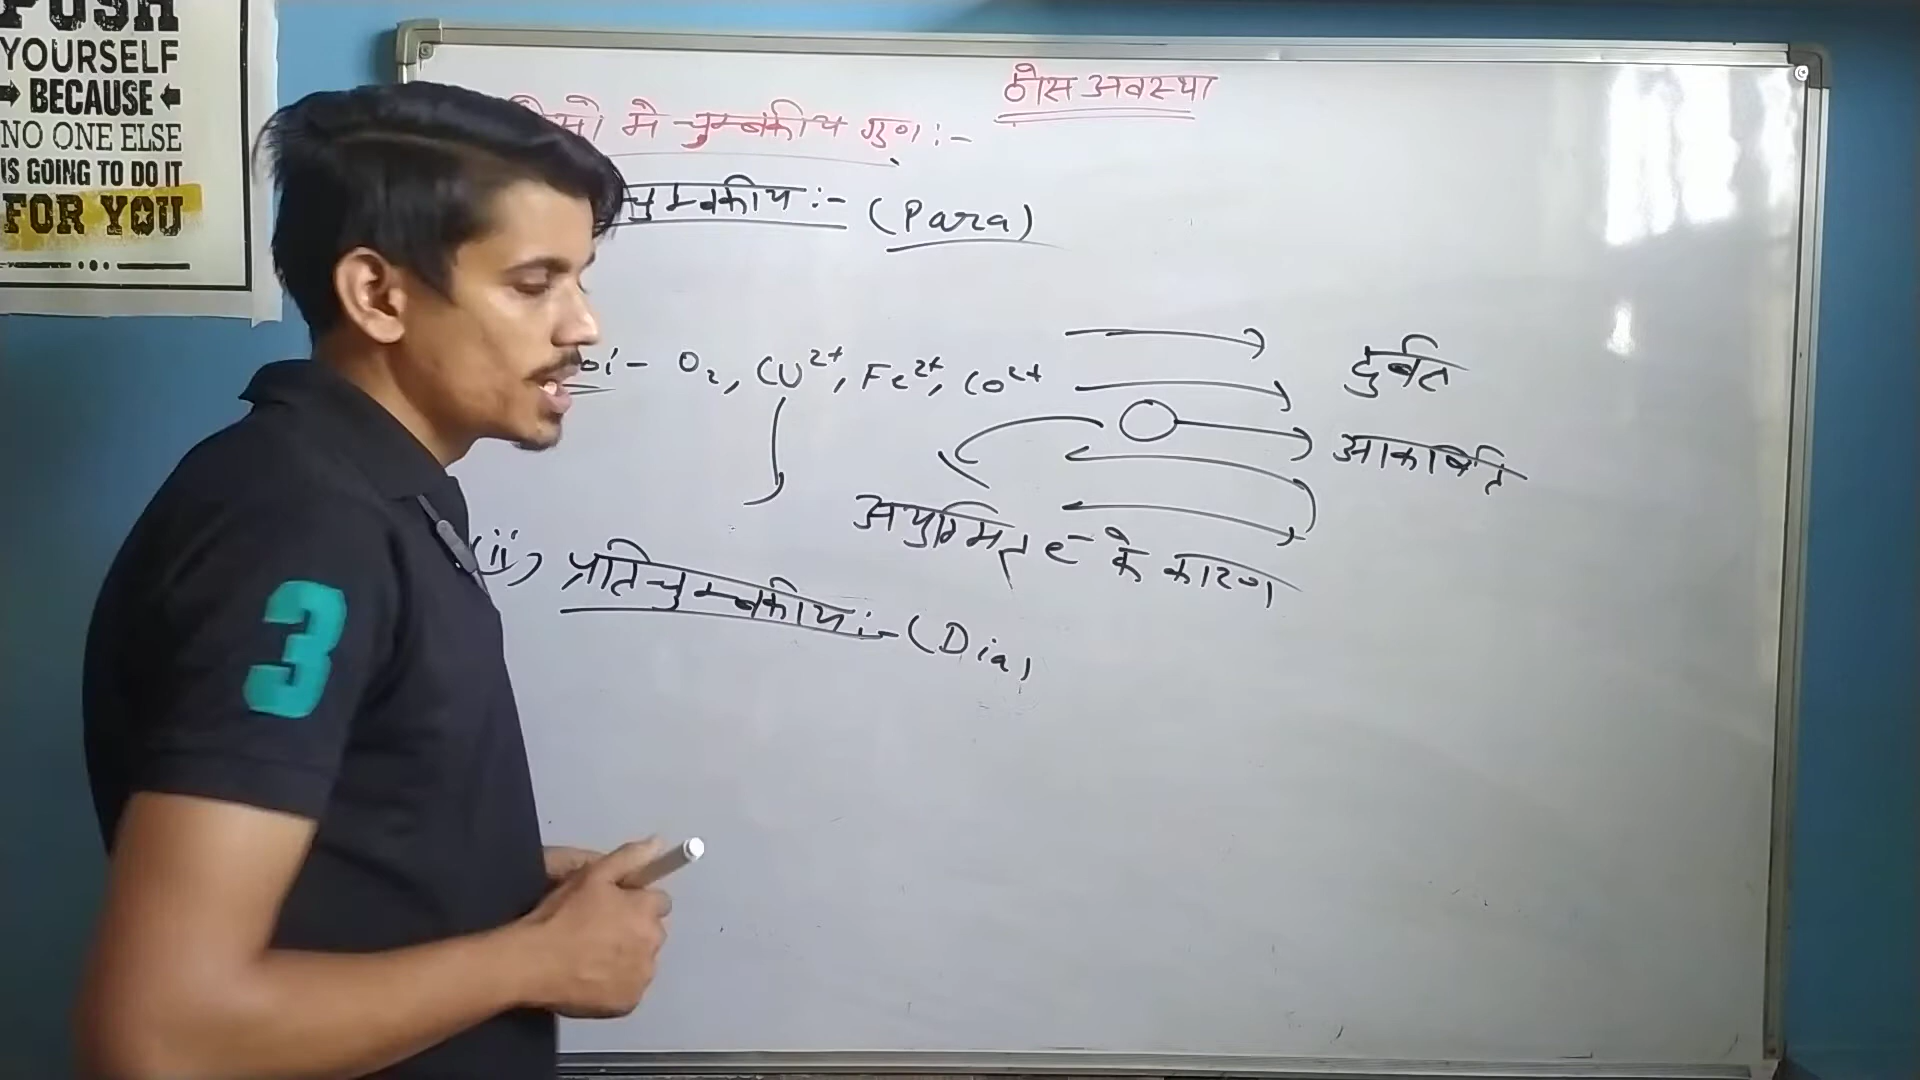 PUSH
YOURSELF
BECAUSE
NO ONE ELSE
IS GOING TO DO IT
FOR YOU
ठोस अवस्था
मे चुम्बकीय गुण :-
चुम्बकीय :- (Para)
O2, Cu2+, Fe2+, Co2+
दुर्बल
आकर्षित
अयुग्मित e- के कारण
(ii) प्रतिचुम्बकीय :- (Dia)
3